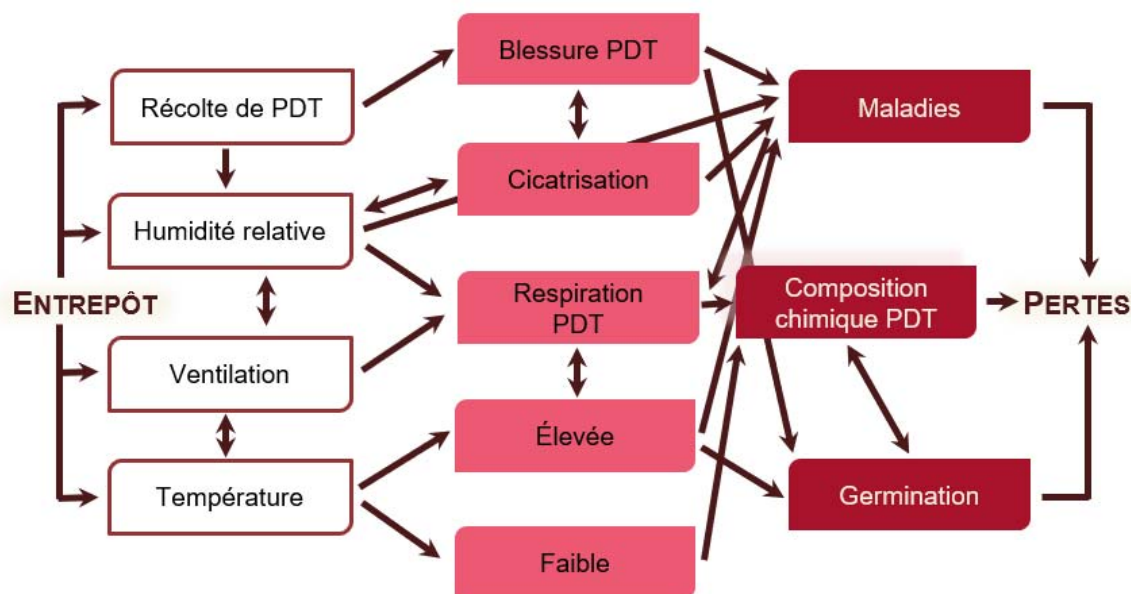 Blessure PDT
Récolte de PDT
Maladies
Cicatrisation
Humidité relative
ENTREPÔT
Respiration
PDT
Composition
chimique PDT
PERTES
Ventilation
Élevée
Température
Germination
Faible